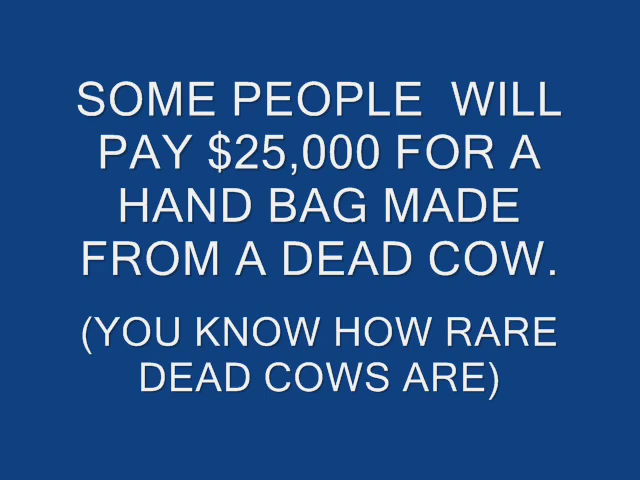 SOME PEOPLE  WILL
PAY $25,000 FOR A
HAND BAG MADE
FROM A DEAD COW.
(YOU KNOW HOW RARE
DEAD COWS ARE)